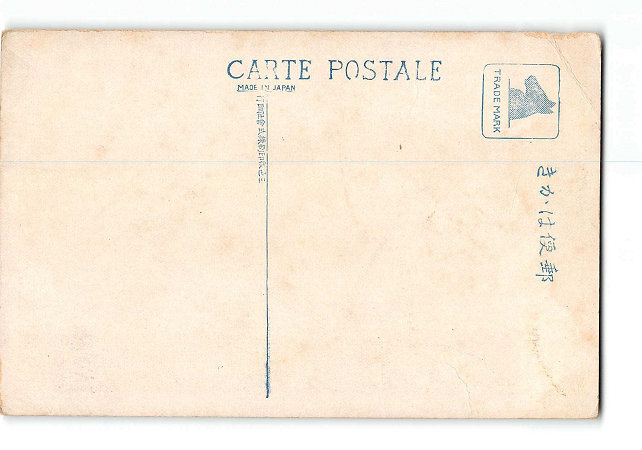 CARTE POSTALE
MADE IN JAPAN
TRADE MARK
きかは便郵